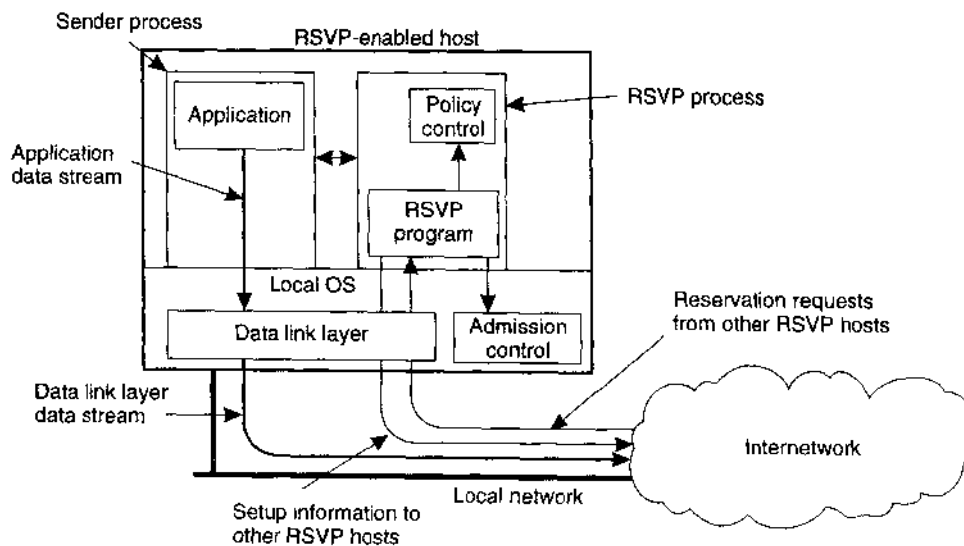 Sender process
RSVP-enabled host
Application
Policy
control
RSVP process
Application
data stream
RSVP
program
Local OS
Reservation requests
from other RSVP hosts
Data link layer
Admission
control
Data link layer
data stream
Internetwork
Local network
Setup information to
other RSVP hosts